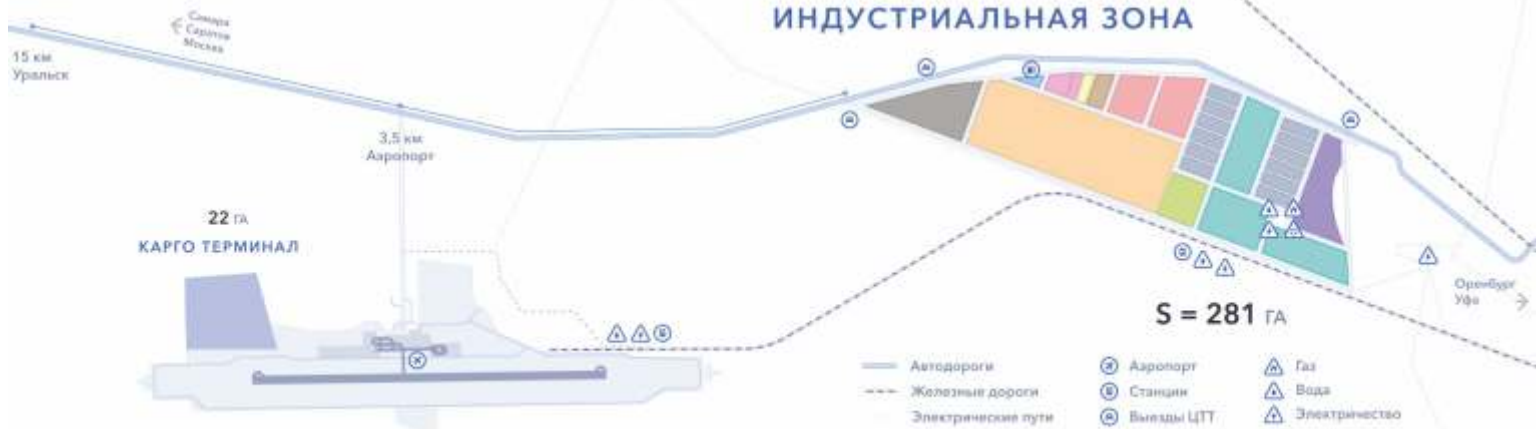 ИНДУСТРИАЛЬНАЯ ЗОНА
Самара
Саратов
Москва
15 км
Уральск
3,5 км
Аэропорт
22 ГА
КАРГО ТЕРМИНАЛ
Оренбург
Уфа
S = 281 ГА
Автодороги
Железные дороги
Электрические пути
Аэропорт
Станции
Выезды ЦТТ
Газ
Вода
Электричество